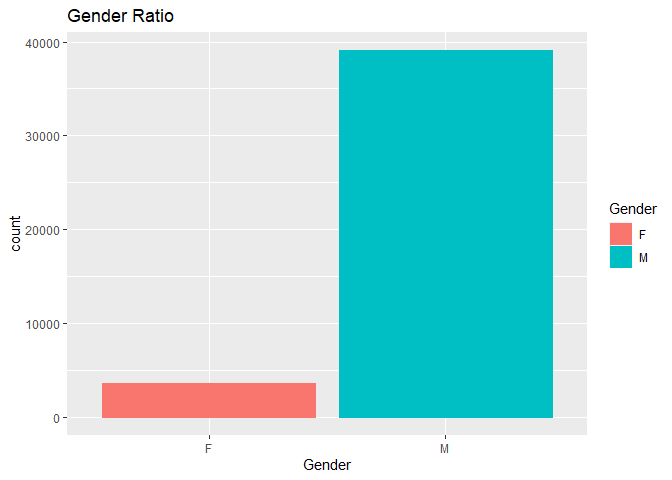 Gender Ratio
40000
30000
20000
10000
0
count
F
M
Gender
Gender
F
M